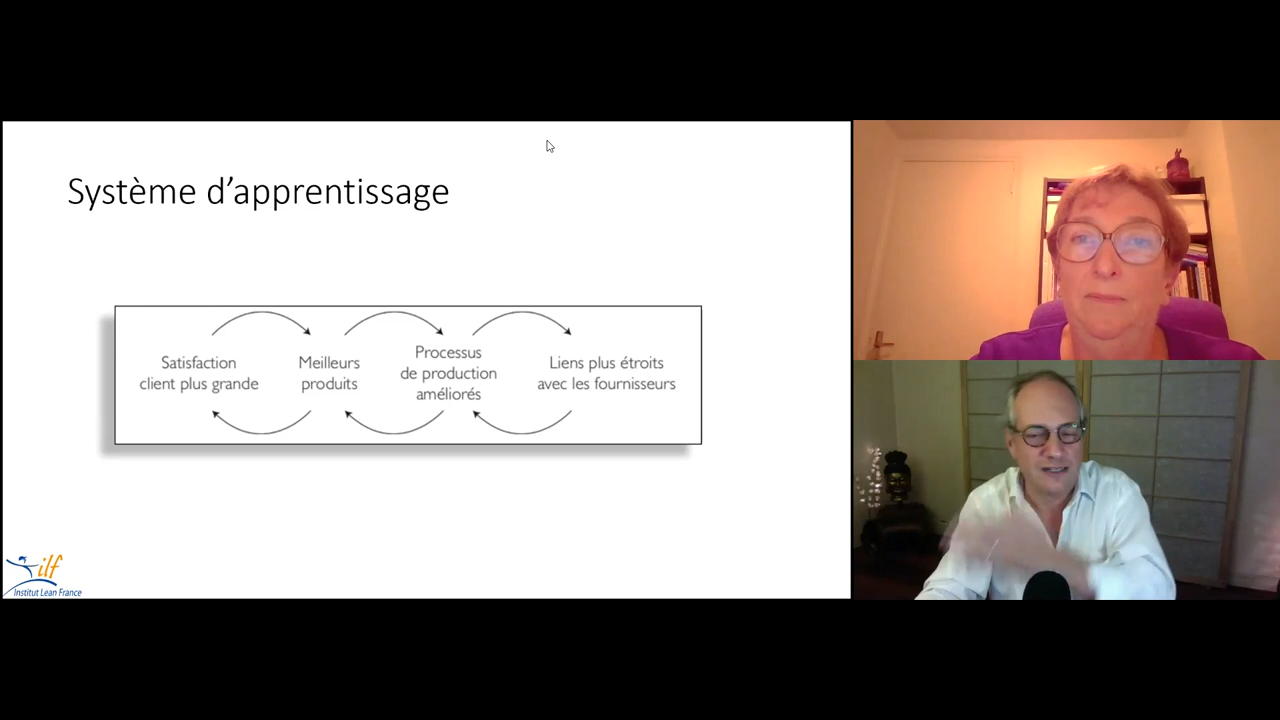 Système d’apprentissage
Satisfaction
client plus grande
Meilleurs
produits
Processus
de production
améliorés
Liens plus étroits
avec les fournisseurs
ilf
Institut Lean France